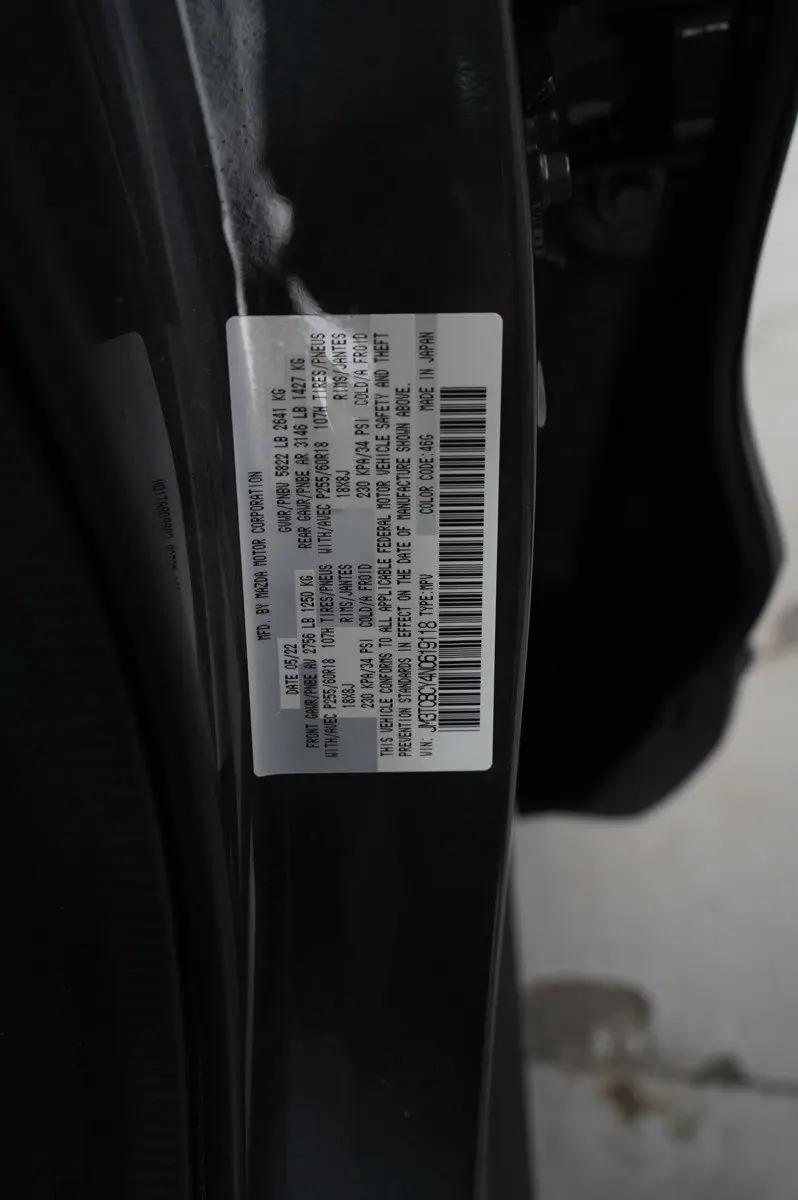 MFD. BY MAZDA MOTOR CORPORATION
DATE 05/22 GVWR/PNBV 5822 LB 2641 KG
FRONT GAWR/PNBE AV 2756 LB 1250 KG REAR GAWR/PNBE AR 3146 LB 1427 KG
WITH/AVEC P255/60R18 107H TIRES/PNEUS WITH/AVEC P255/60R18 107H TIRES/PNEUS
18X8J RIMS/JANTES 18X8J RIMS/JANTES
230 KPA/34 PSI COLD/A FROID 230 KPA/34 PSI COLD/A FROID
THIS VEHICLE CONFORMS TO ALL APPLICABLE FEDERAL MOTOR VEHICLE SAFETY AND THEFT
PREVENTION STANDARDS IN EFFECT ON THE DATE OF MANUFACTURE SHOWN ABOVE.
VIN: JM3TCBCY4N0619118 TYPE:MPV COLOR CODE:46G MADE IN JAPAN